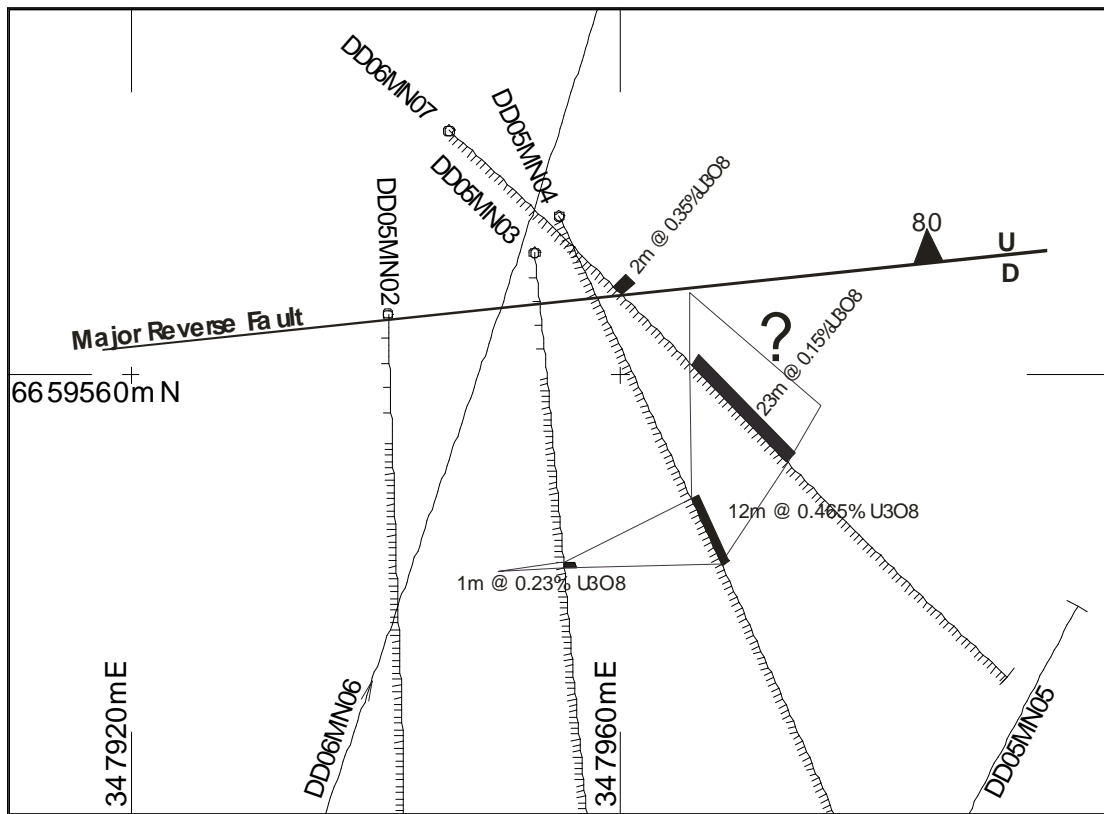 DD06MN07
DD05MN04
DD05MN03
DD05MN02
2m @ 0.35%U3O8
80
U
D
Major Reverse Fault
?
23m @ 0.15%U3O8
6659560m N
12m @ 0.465% U3O8
1m @ 0.23% U3O8
347920mE
DD06MN06
347960mE
DD05MN05